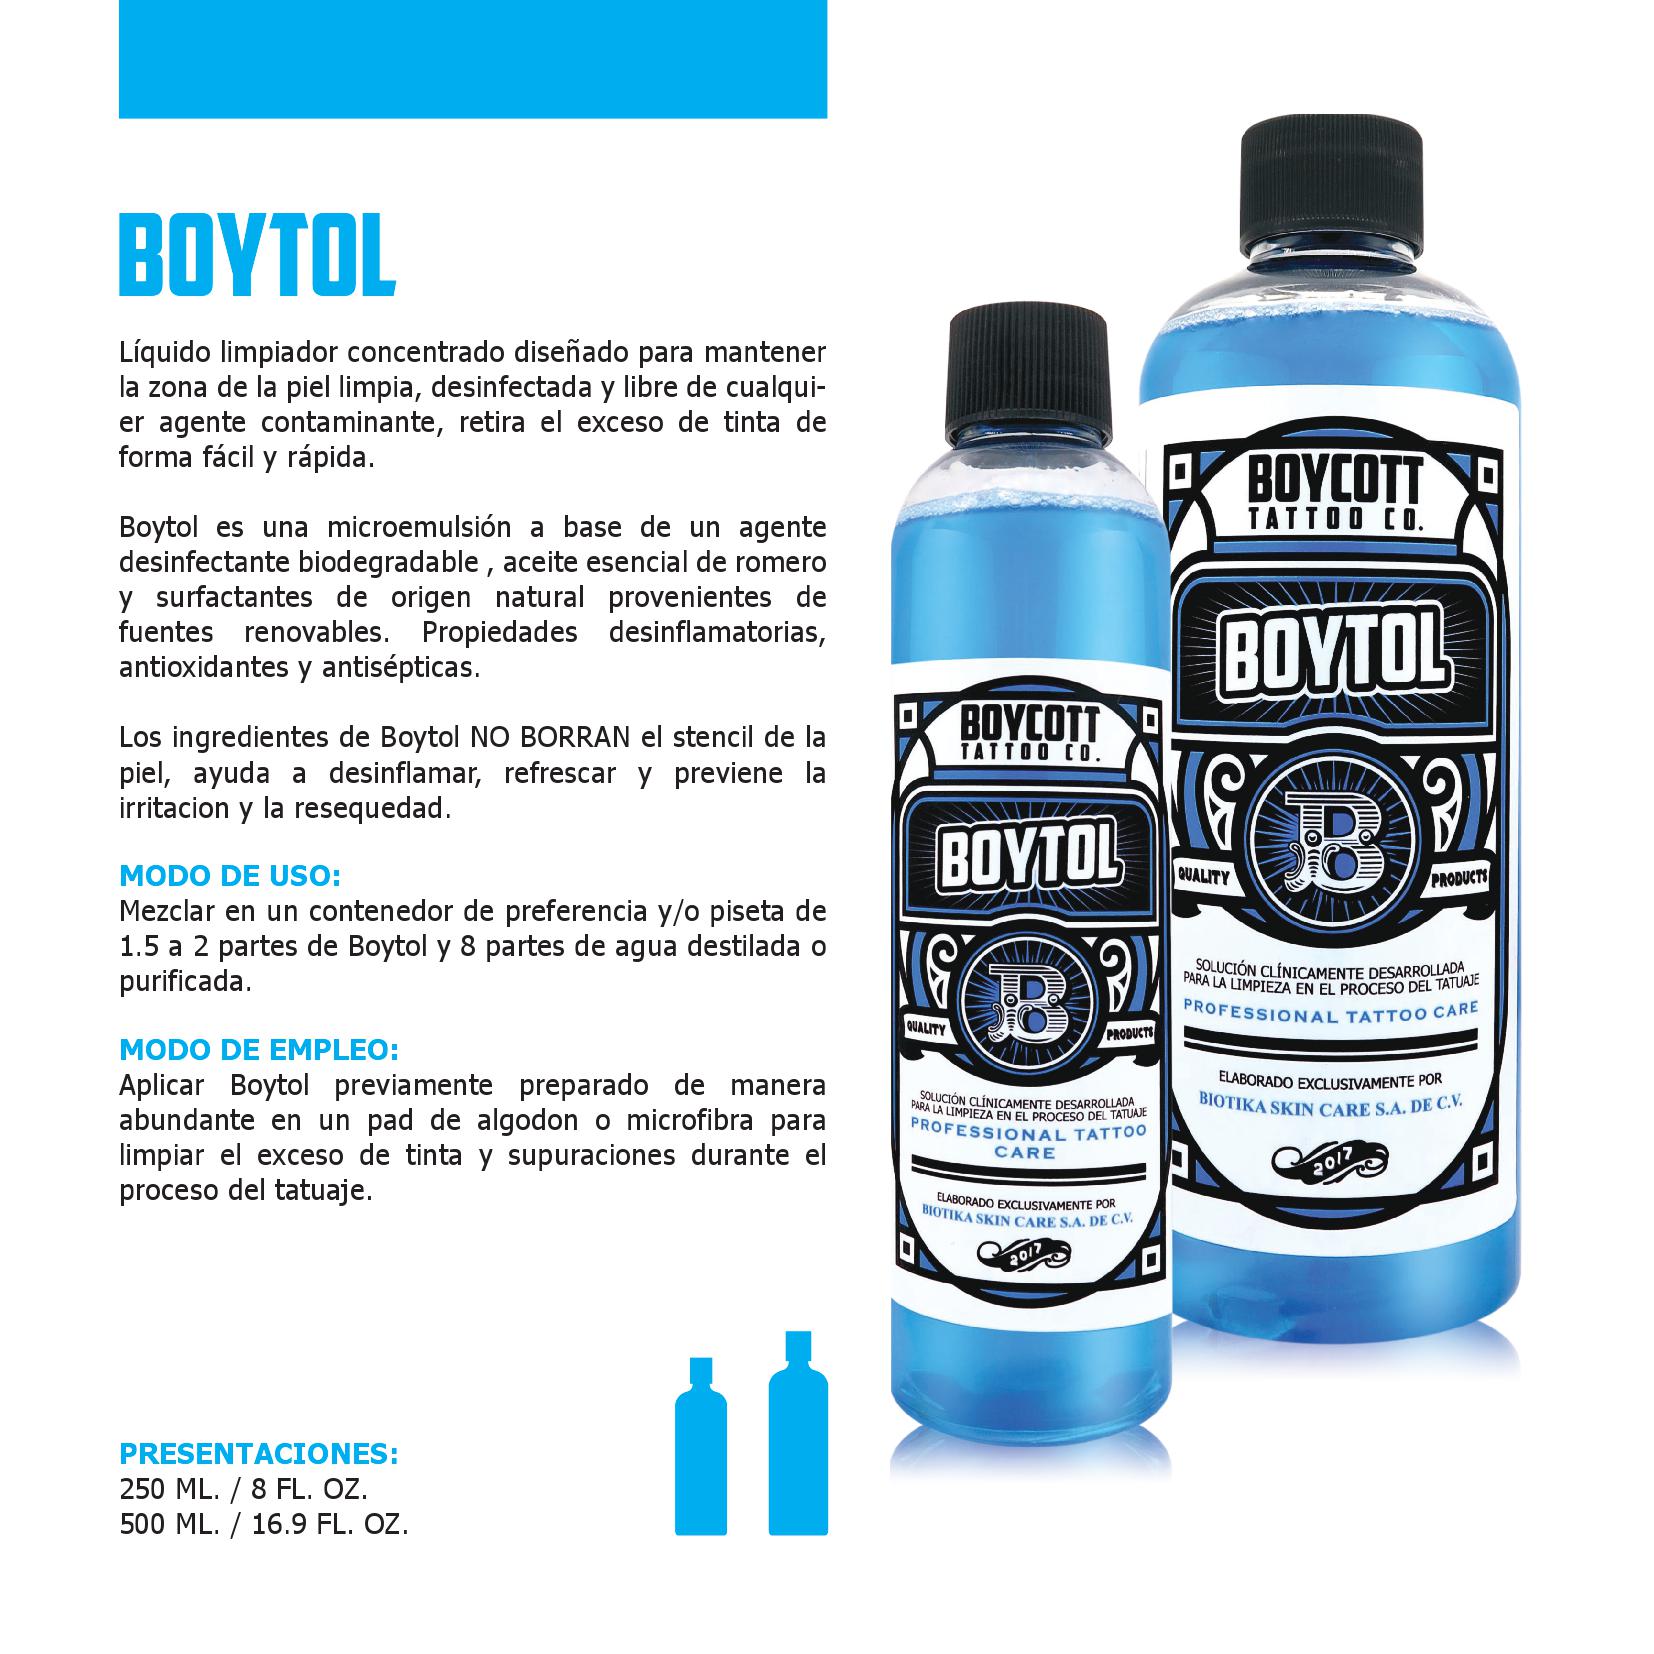 BOYTOL
Líquido limpiador concentrado diseñado para mantener
la zona de la piel limpia, desinfectada y libre de cualqui-
er agente contaminante, retira el exceso de tinta de
forma fácil y rápida.
Boytol es una microemulsión a base de un agente
desinfectante biodegradable , aceite esencial de romero
y surfactantes de origen natural provenientes de
fuentes renovables. Propiedades desinflamatorias,
antioxidantes y antisépticas.
Los ingredientes de Boytol NO BORRAN el stencil de la
piel, ayuda a desinflamar, refrescar y previene la
irritacion y la resequedad.
MODO DE USO:
Mezclar en un contenedor de preferencia y/o piseta de
1.5 a 2 partes de Boytol y 8 partes de agua destilada o
purificada.
MODO DE EMPLEO:
Aplicar Boytol previamente preparado de manera
abundante en un pad de algodon o microfibra para
limpiar el exceso de tinta y supuraciones durante el
proceso del tatuaje.
PRESENTACIONES:
250 ML. / 8 FL. OZ.
500 ML. / 16.9 FL. OZ.
BOYCOTT
TATTOO CO.
BOYTOL
B
QUALITY PRODUCTS
SOLUCIÓN CLÍNICAMENTE DESARROLLADA
PARA LA LIMPIEZA EN EL PROCESO DEL TATUAJE
PROFESSIONAL TATTOO
CARE
ELABORADO EXCLUSIVAMENTE POR
BIOTIKA SKIN CARE S.A. DE C.V.
2017
BOYCOTT
TATTOO CO.
BOYTOL
B
QUALITY PRODUCTS
SOLUCIÓN CLÍNICAMENTE DESARROLLADA
PARA LA LIMPIEZA EN EL PROCESO DEL TATUAJE
PROFESSIONAL TATTOO CARE
ELABORADO EXCLUSIVAMENTE POR
BIOTIKA SKIN CARE S.A. DE C.V.
2017